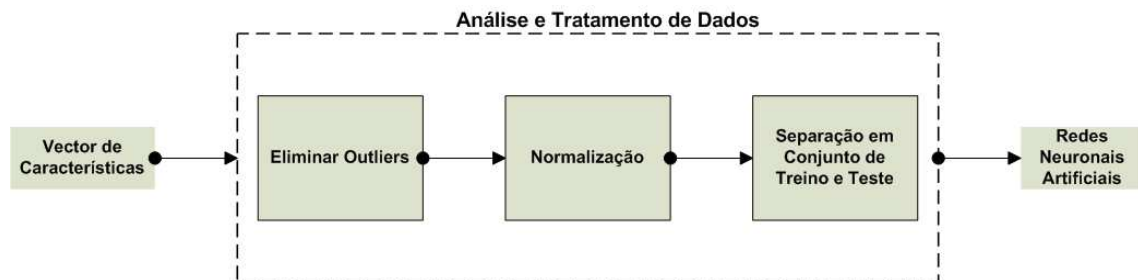 Análise e Tratamento de Dados
Vector de
Características
Eliminar Outliers
Normalização
Separação em
Conjunto de
Treino e Teste
Redes
Neuronais
Artificiais